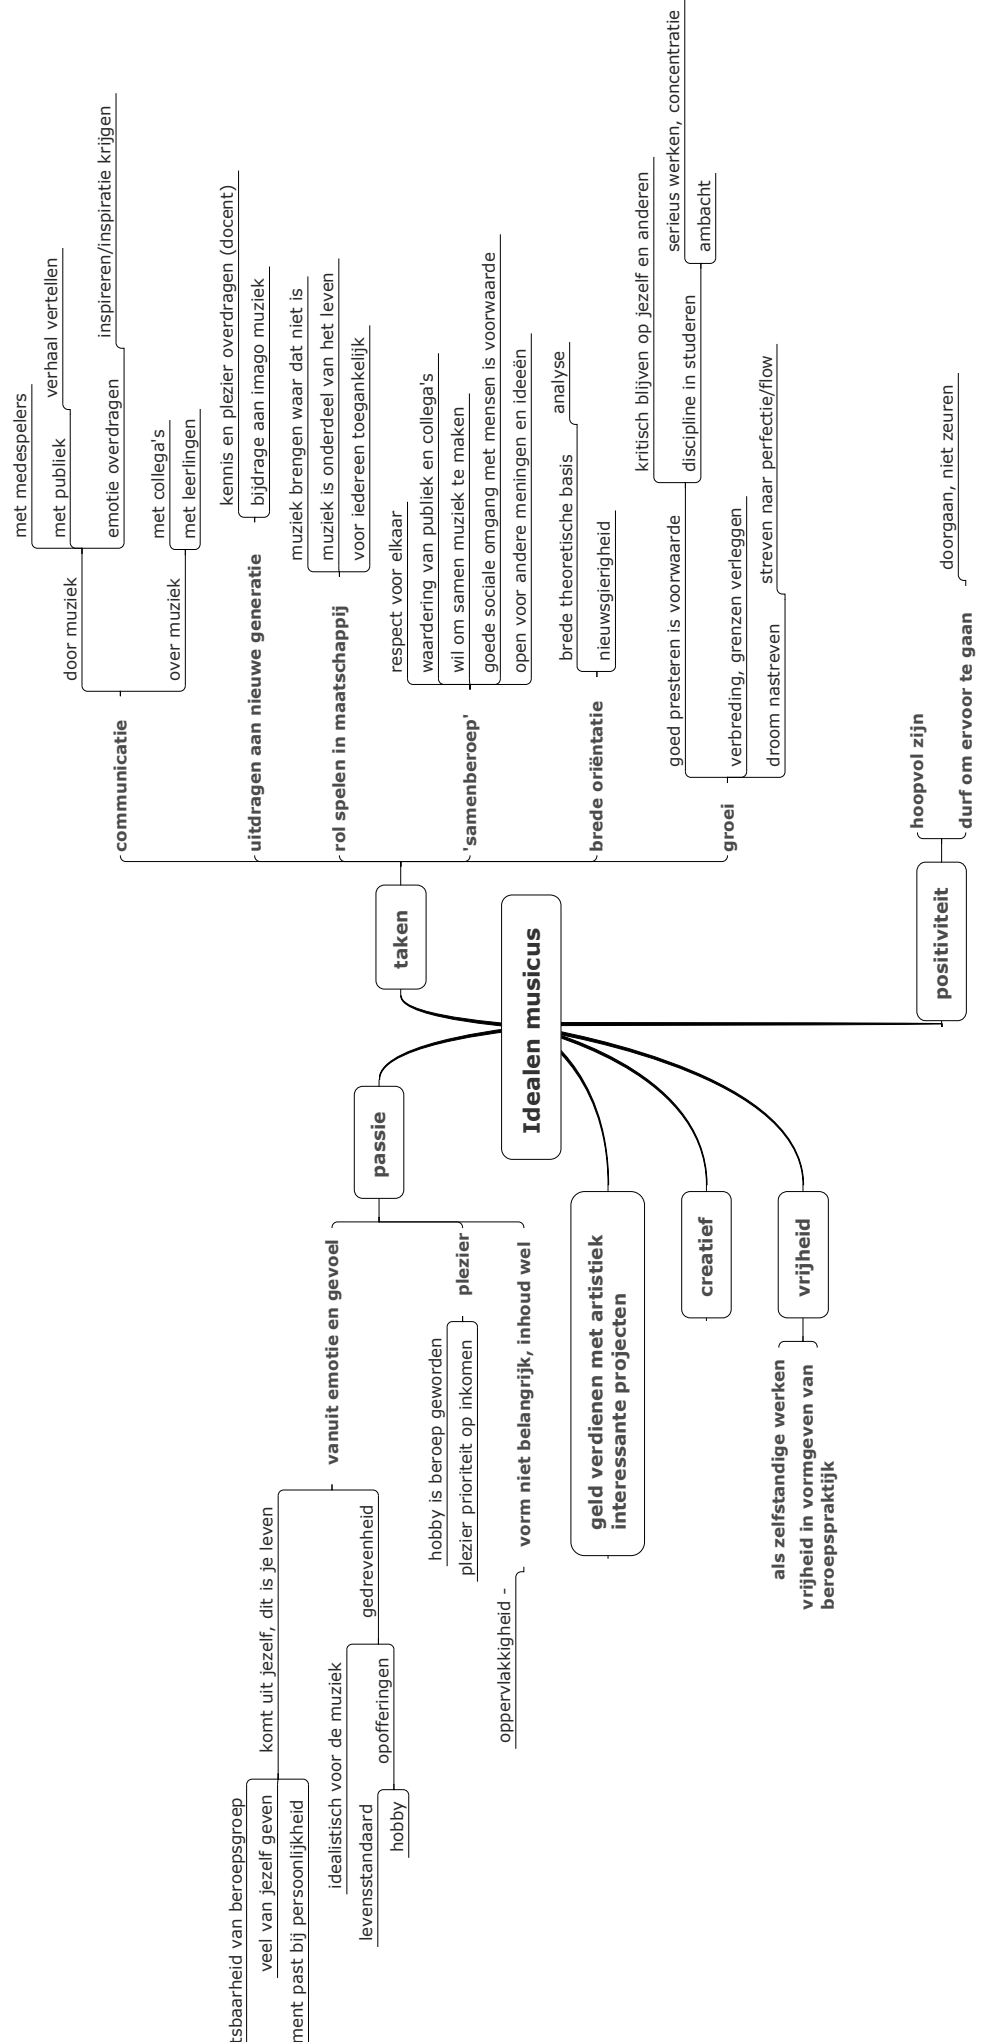 Idealen musicus
taken
communicatie
door muziek
met medespelers
met publiek
verhaal vertellen
emotie overdragen
inspireren/inspiratie krijgen
over muziek
met collega's
met leerlingen
uitdragen aan nieuwe generatie
kennis en plezier overdragen (docent)
bijdrage aan imago muziek
rol spelen in maatschappij
muziek brengen waar dat niet is
muziek is onderdeel van het leven
voor iedereen toegankelijk
'samenberoep'
respect voor elkaar
waardering van publiek en collega's
wil om samen muziek te maken
goede sociale omgang met mensen is voorwaarde
open voor andere meningen en ideeën
brede oriëntatie
brede theoretische basis
analyse
nieuwsgierigheid
groei
goed presteren is voorwaarde
kritisch blijven op jezelf en anderen
discipline in studeren
serieus werken, concentratie
ambacht
verbreding, grenzen verleggen
droom nastreven
streven naar perfectie/flow
positiviteit
hoopvol zijn
durf om ervoor te gaan
doorgaan, niet zeuren
passie
vanuit emotie en gevoel
komt uit jezelf, dit is je leven
tsbaarheid van beroepsgroep
veel van jezelf geven
ment past bij persoonlijkheid
gedrevenheid
idealistisch voor de muziek
opofferingen
levensstandaard
hobby
plezier
hobby is beroep geworden
plezier prioriteit op inkomen
vorm niet belangrijk, inhoud wel
oppervlakkigheid -
geld verdienen met artistiek
interessante projecten
creatief
vrijheid
als zelfstandige werken
vrijheid in vormgeven van
beroepspraktijk